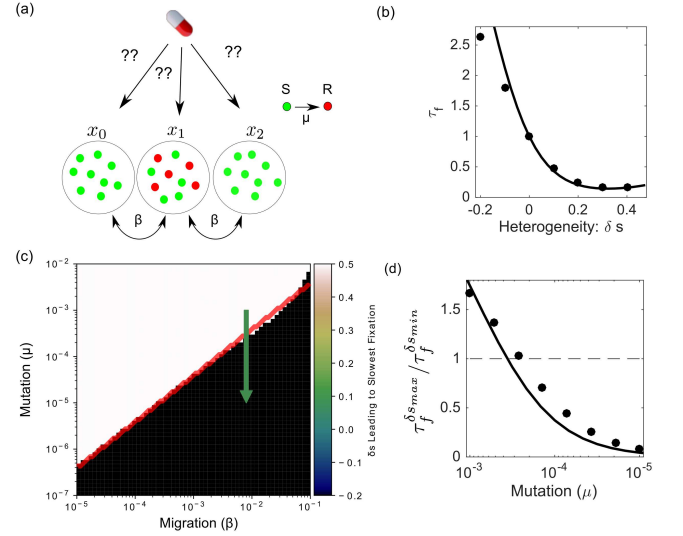 (a)
??
??
??
S
R
μ
x0
x1
x2
β
β
(b)
2.5
2
1.5
1
0.5
0
τf
-0.2
0
0.2
0.4
Heterogeneity: δ s
(c)
10−2
10−3
10−4
10−5
10−6
10−7
Mutation (μ)
10−5
10−4
10−3
10−2
10−1
Migration (β)
0.5
0.4
0.3
0.2
0.1
0.0
−0.1
−0.2
δs Leading to Slowest Fixation
(d)
1.5
1
0.5
0
τf^δsmax/τf^δsmin
10-3
10-4
10-5
Mutation (μ)